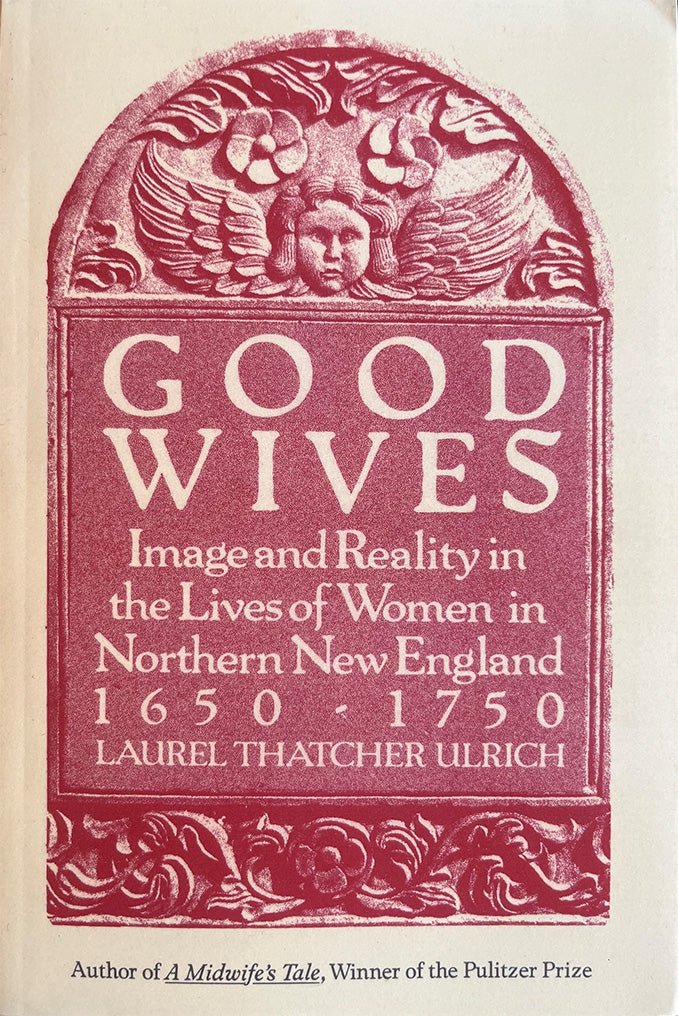 GOOD
WIVES
Image and Reality in
the Lives of Women in
Northern New England
1650 - 1750
LAUREL THATCHER ULRICH
Author of A Midwife's Tale, Winner of the Pulitzer Prize